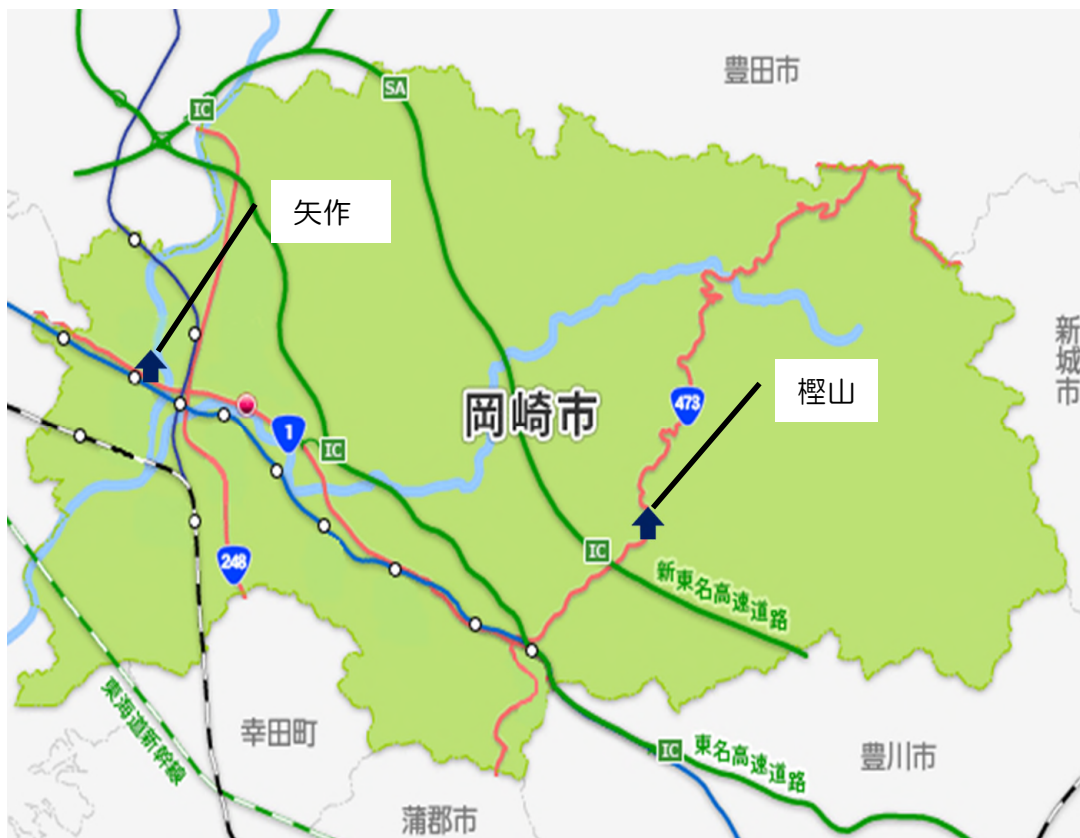 豊田市
SA
IC
矢作
新城市
樫山
岡崎市
473
1
IC
IC
248
新東名高速道路
東海道新幹線
幸田町
IC
東名高速道路
豊川市
蒲郡市